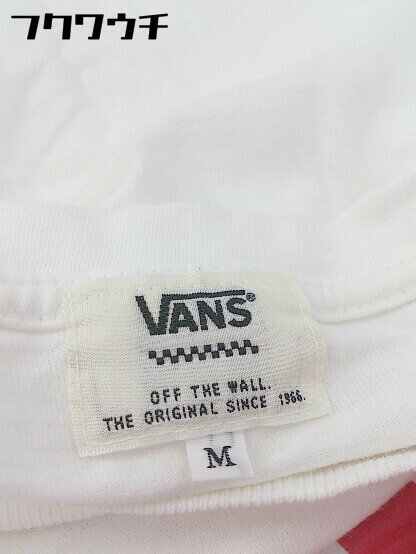 フクワウチ
VANS®
OFF THE WALL.
THE ORIGINAL SINCE 1966.
M